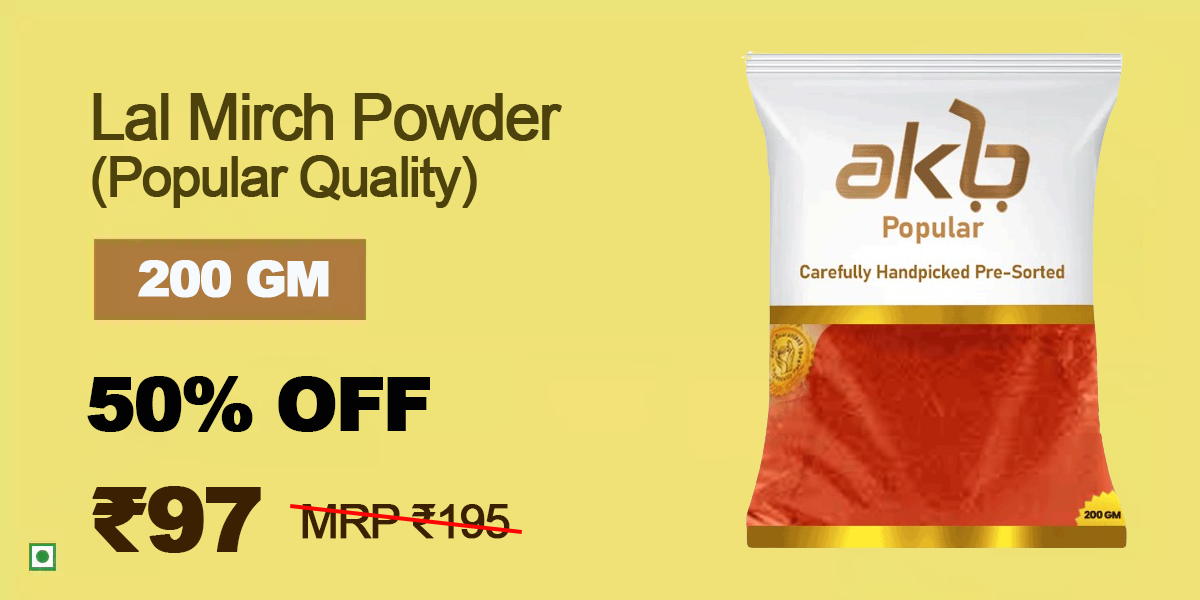 Lal Mirch Powder
(Popular Quality)
200 GM
50% OFF
₹97 MRP ₹195
akb
Popular
Carefully Handpicked Pre-Sorted
200 GM